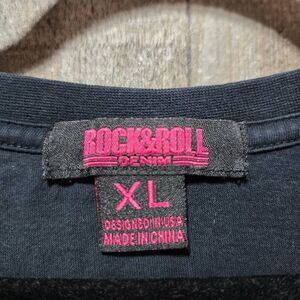 ROCK&ROLL
DENIM
XL
DESIGNED IN USA
MADE IN CHINA